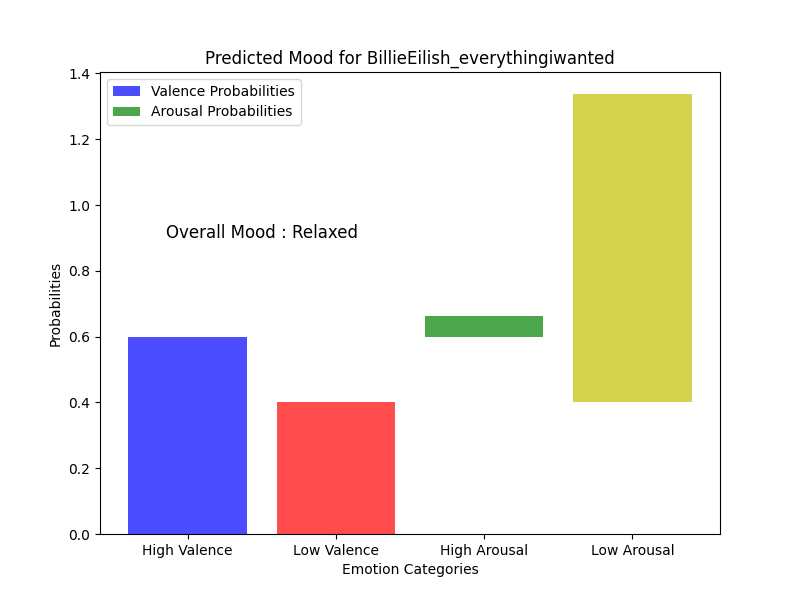 Predicted Mood for BillieEilish_everythingiwanted
Valence Probabilities
Arousal Probabilities
Overall Mood : Relaxed
Probabilities
1.4
1.2
1.0
0.8
0.6
0.4
0.2
0.0
High Valence
Low Valence
High Arousal
Low Arousal
Emotion Categories